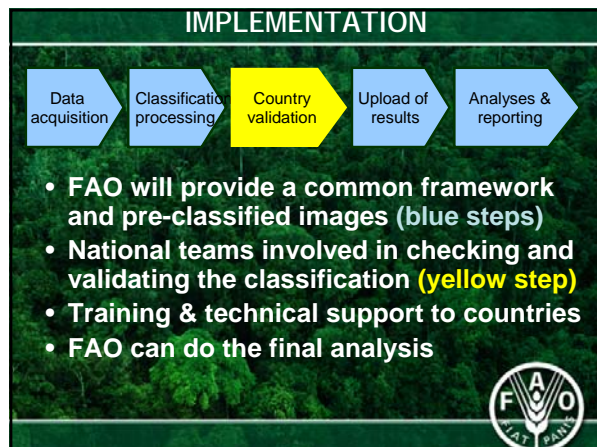 IMPLEMENTATION
Data
acquisition
Classification
processing
Country
validation
Upload of
results
Analyses &
reporting
• FAO will provide a common framework
and pre-classified images (blue steps)
• National teams involved in checking and
validating the classification (yellow step)
• Training & technical support to countries
• FAO can do the final analysis
F A O
FIAT PANIS